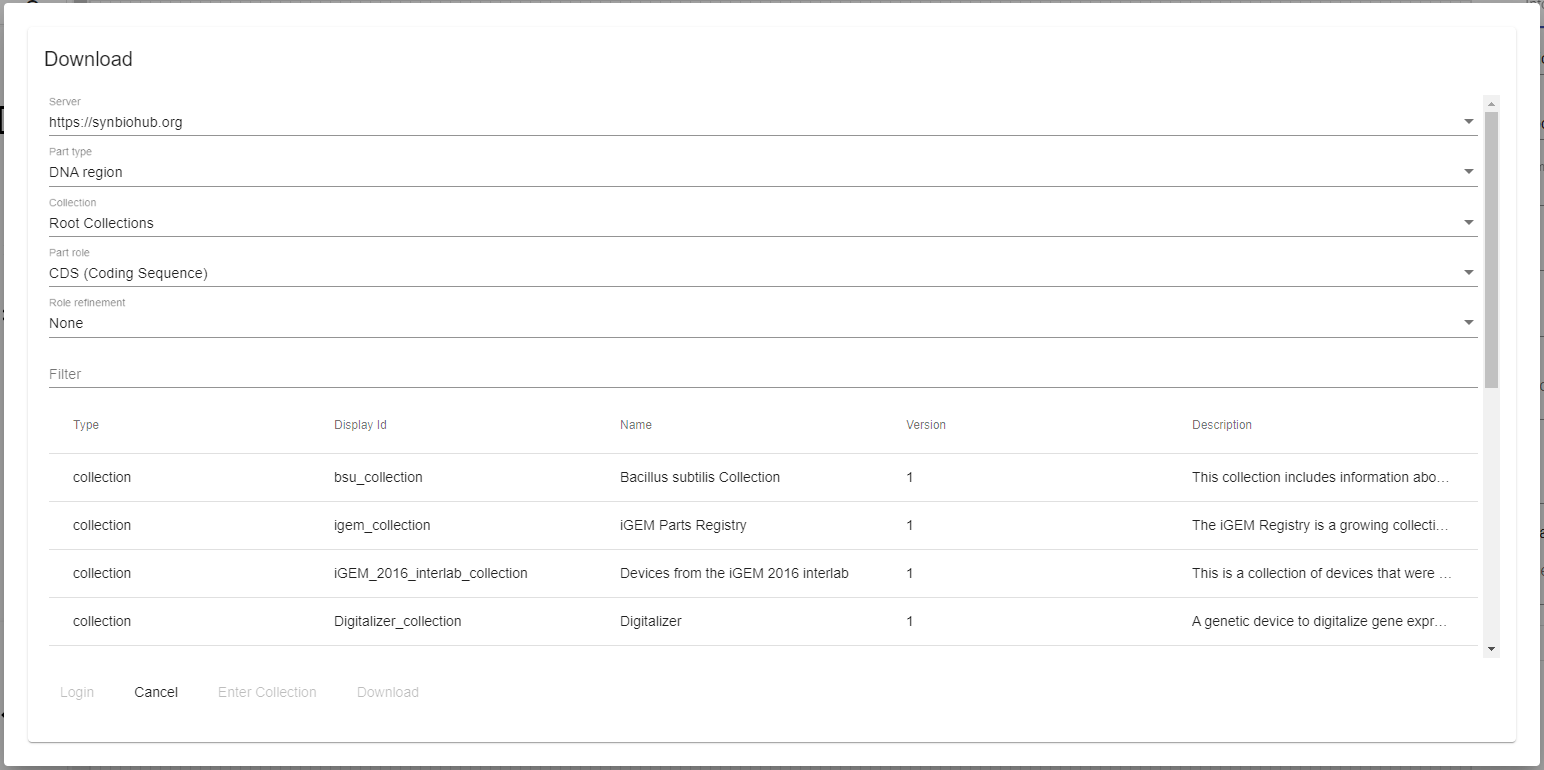 Download
Server
https://synbiohub.org
Part type
DNA region
Collection
Root Collections
Part role
CDS (Coding Sequence)
Role refinement
None
Filter
Type Display Id Name Version Description
collection bsu_collection Bacillus subtilis Collection 1 This collection includes information abo…
collection igem_collection iGEM Parts Registry 1 The iGEM Registry is a growing collecti…
collection iGEM_2016_interlab_collection Devices from the iGEM 2016 interlab 1 This is a collection of devices that were …
collection Digitalizer_collection Digitalizer 1 A genetic device to digitalize gene expr…
Login Cancel Enter Collection Download